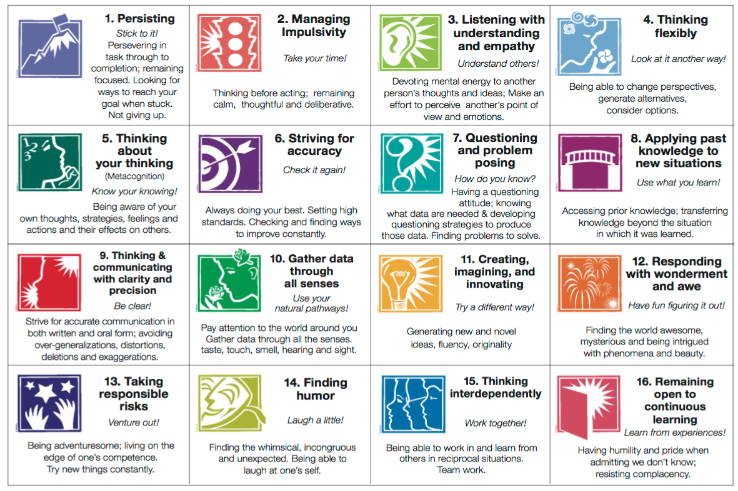 1. Persisting
Stick to it!
Persevering in
task through to
completion; remaining
focused. Looking for
ways to reach your
goal when stuck.
Not giving up.
2. Managing
Impulsivity
Take your time!
Thinking before acting; remaining
calm, thoughtful and deliberative.
3. Listening with
understanding
and empathy
Understand others!
Devoting mental energy to another
person's thoughts and ideas; Make an
effort to perceive another's point of
view and emotions.
4. Thinking
flexibly
Look at it another way!
Being able to change perspectives,
generate alternatives,
consider options.
5. Thinking
about
your thinking
(Metacognition)
Know your knowing!
Being aware of your
own thoughts, strategies, feelings and
actions and their effects on others.
6. Striving for
accuracy
Check it again!
Always doing your best. Setting high
standards. Checking and finding ways
to improve constantly.
7. Questioning
and problem
posing
How do you know?
Having a questioning
attitude; knowing
what data are needed & developing
questioning strategies to produce
those data. Finding problems to solve.
8. Applying past
knowledge to
new situations
Use what you learn!
Accessing prior knowledge; transferring
knowledge beyond the situation
in which it was learned.
9. Thinking &
communicating
with clarity and
precision
Be clear!
Strive for accurate communication in
both written and oral form; avoiding
over-generalizations, distortions,
deletions and exaggerations.
10. Gather data
through
all senses
Use your
natural pathways!
Pay attention to the world around you
Gather data through all the senses.
taste, touch, smell, hearing and sight.
11. Creating,
imagining, and
innovating
Try a different way!
Generating new and novel
ideas, fluency, originality
12. Responding
with wonderment
and awe
Have fun figuring it out!
Finding the world awesome,
mysterious and being intrigued
with phenomena and beauty.
13. Taking
responsible
risks
Venture out!
Being adventuresome; living on the
edge of one's competence.
Try new things constantly.
14. Finding
humor
Laugh a little!
Finding the whimsical, incongruous
and unexpected. Being able to
laugh at one's self.
15. Thinking
interdependently
Work together!
Being able to work in and learn from
others in reciprocal situations.
Team work.
16. Remaining
open to
continuous
learning
Learn from experiences!
Having humility and pride when
admitting we don't know;
resisting complacency.